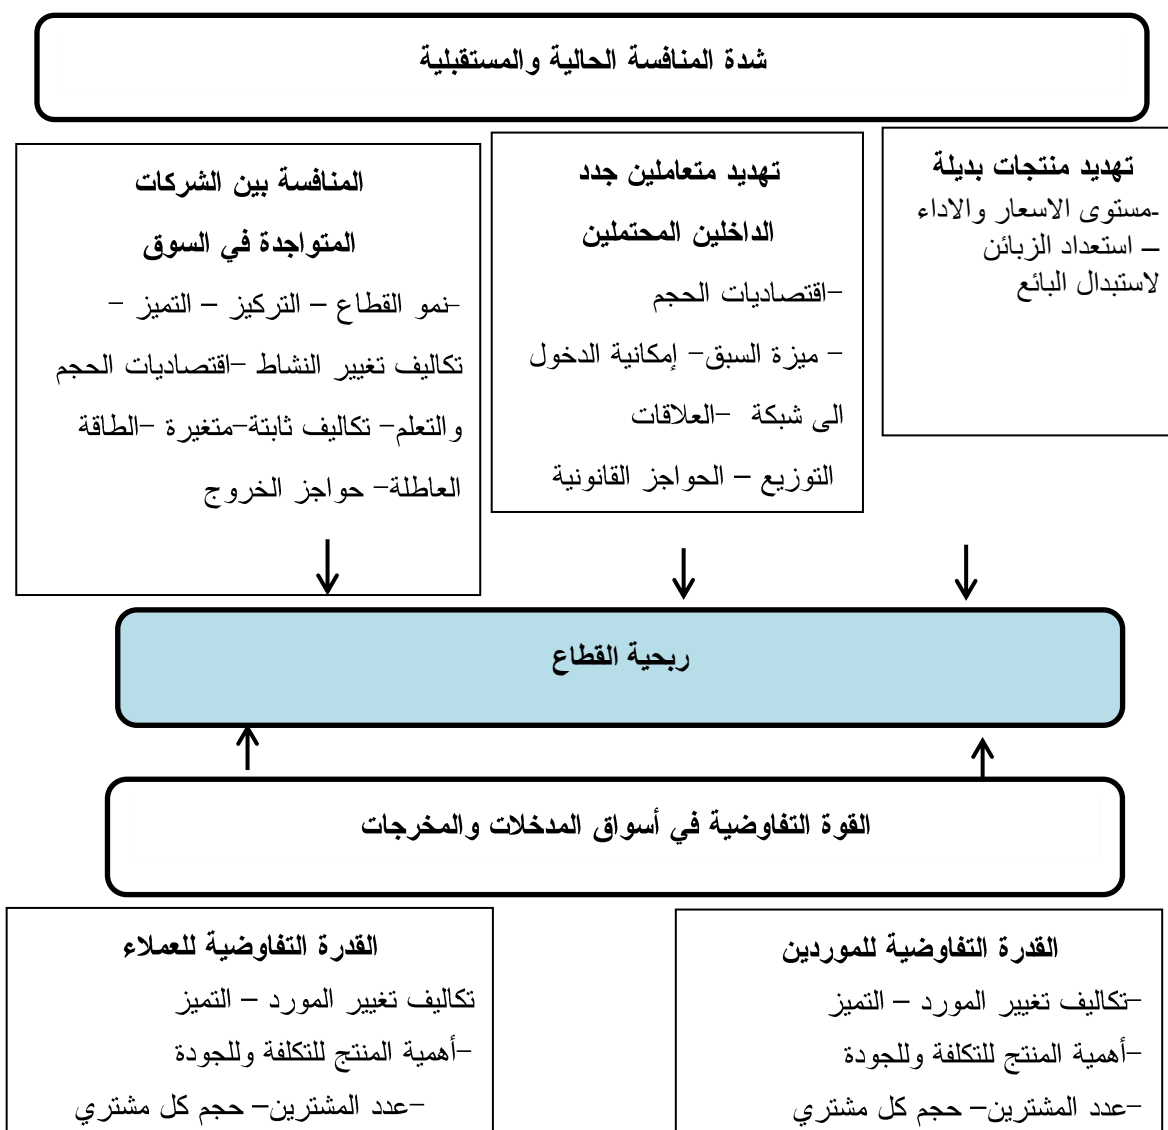 شدة المنافسة الحالية والمستقبلية
تهديد منتجات بديلة
-مستوى الاسعار والاداء
– استعداد الزبائن
لاستبدال البائع
تهديد متعاملين جدد
الداخلين المحتملين
-اقتصاديات الحجم
- ميزة السبق- إمكانية الدخول
الى شبكة -العلاقات
التوزيع – الحواجز القانونية
المنافسة بين الشركات
المتواجدة في السوق
-نمو القطاع – التركيز – التميز -
تكاليف تغيير النشاط -اقتصاديات الحجم
والتعلم- تكاليف ثابتة-متغيرة -الطاقة
العاطلة- حواجز الخروج
ربحية القطاع
القوة التفاوضية في أسواق المدخلات والمخرجات
القدرة التفاوضية للموردين
-تكاليف تغيير المورد – التميز
-أهمية المنتج للتكلفة وللجودة
-عدد المشترين- حجم كل مشتري
القدرة التفاوضية للعملاء
تكاليف تغيير المورد – التميز
-أهمية المنتج للتكلفة وللجودة
-عدد المشترين- حجم كل مشتري